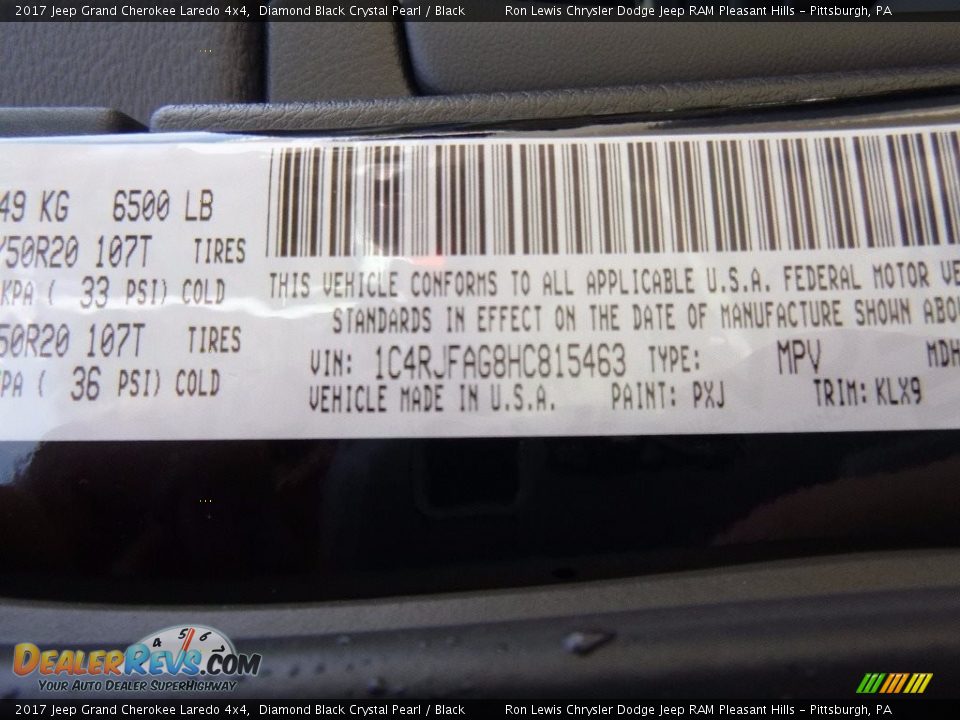 2017 Jeep Grand Cherokee Laredo 4x4, Diamond Black Crystal Pearl / Black Ron Lewis Chrysler Dodge Jeep RAM Pleasant Hills - Pittsburgh, PA
49 KG 6500 LB
/50R20 107T TIRES
KPA ( 33 PSI) COLD
THIS VEHICLE CONFORMS TO ALL APPLICABLE U.S.A. FEDERAL MOTOR VE
STANDARDS IN EFFECT ON THE DATE OF MANUFACTURE SHOWN ABO
50R20 107T TIRES
VIN: 1C4RJFAG8HC815463 TYPE: MPV MDH
KPA ( 36 PSI) COLD
VEHICLE MADE IN U.S.A. PAINT: PXJ TRIM: KLX9
4 5 6
DEALERREVS.COM
YOUR AUTO DEALER SUPERHIGHWAY
2017 Jeep Grand Cherokee Laredo 4x4, Diamond Black Crystal Pearl / Black Ron Lewis Chrysler Dodge Jeep RAM Pleasant Hills - Pittsburgh, PA